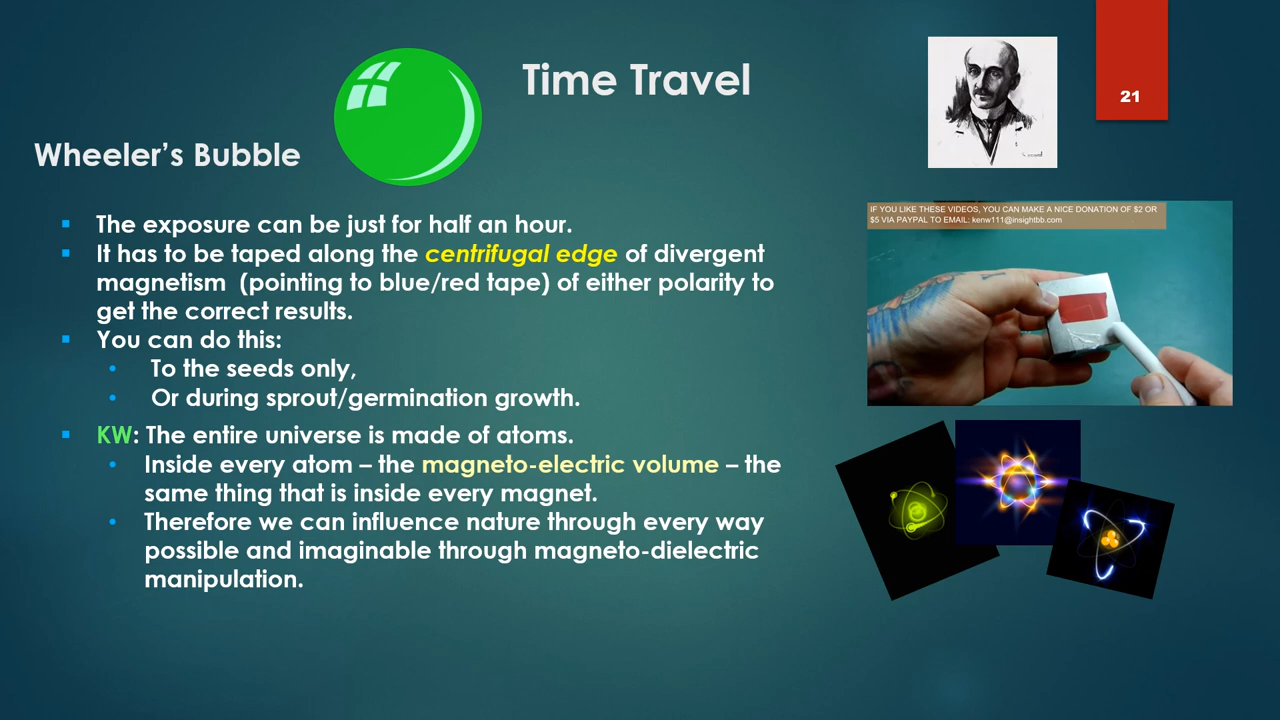 Time Travel
21
Wheeler’s Bubble
The exposure can be just for half an hour.
It has to be taped along the centrifugal edge of divergent
magnetism (pointing to blue/red tape) of either polarity to
get the correct results.
You can do this:
To the seeds only,
Or during sprout/germination growth.
KW: The entire universe is made of atoms.
Inside every atom – the magneto-electric volume – the
same thing that is inside every magnet.
Therefore we can influence nature through every way
possible and imaginable through magneto-dielectric
manipulation.
IF YOU LIKE THESE VIDEOS, YOU CAN MAKE A NICE DONATION OF $2 OR
$5 VIA PAYPAL TO EMAIL: kenw111@insightbb.com